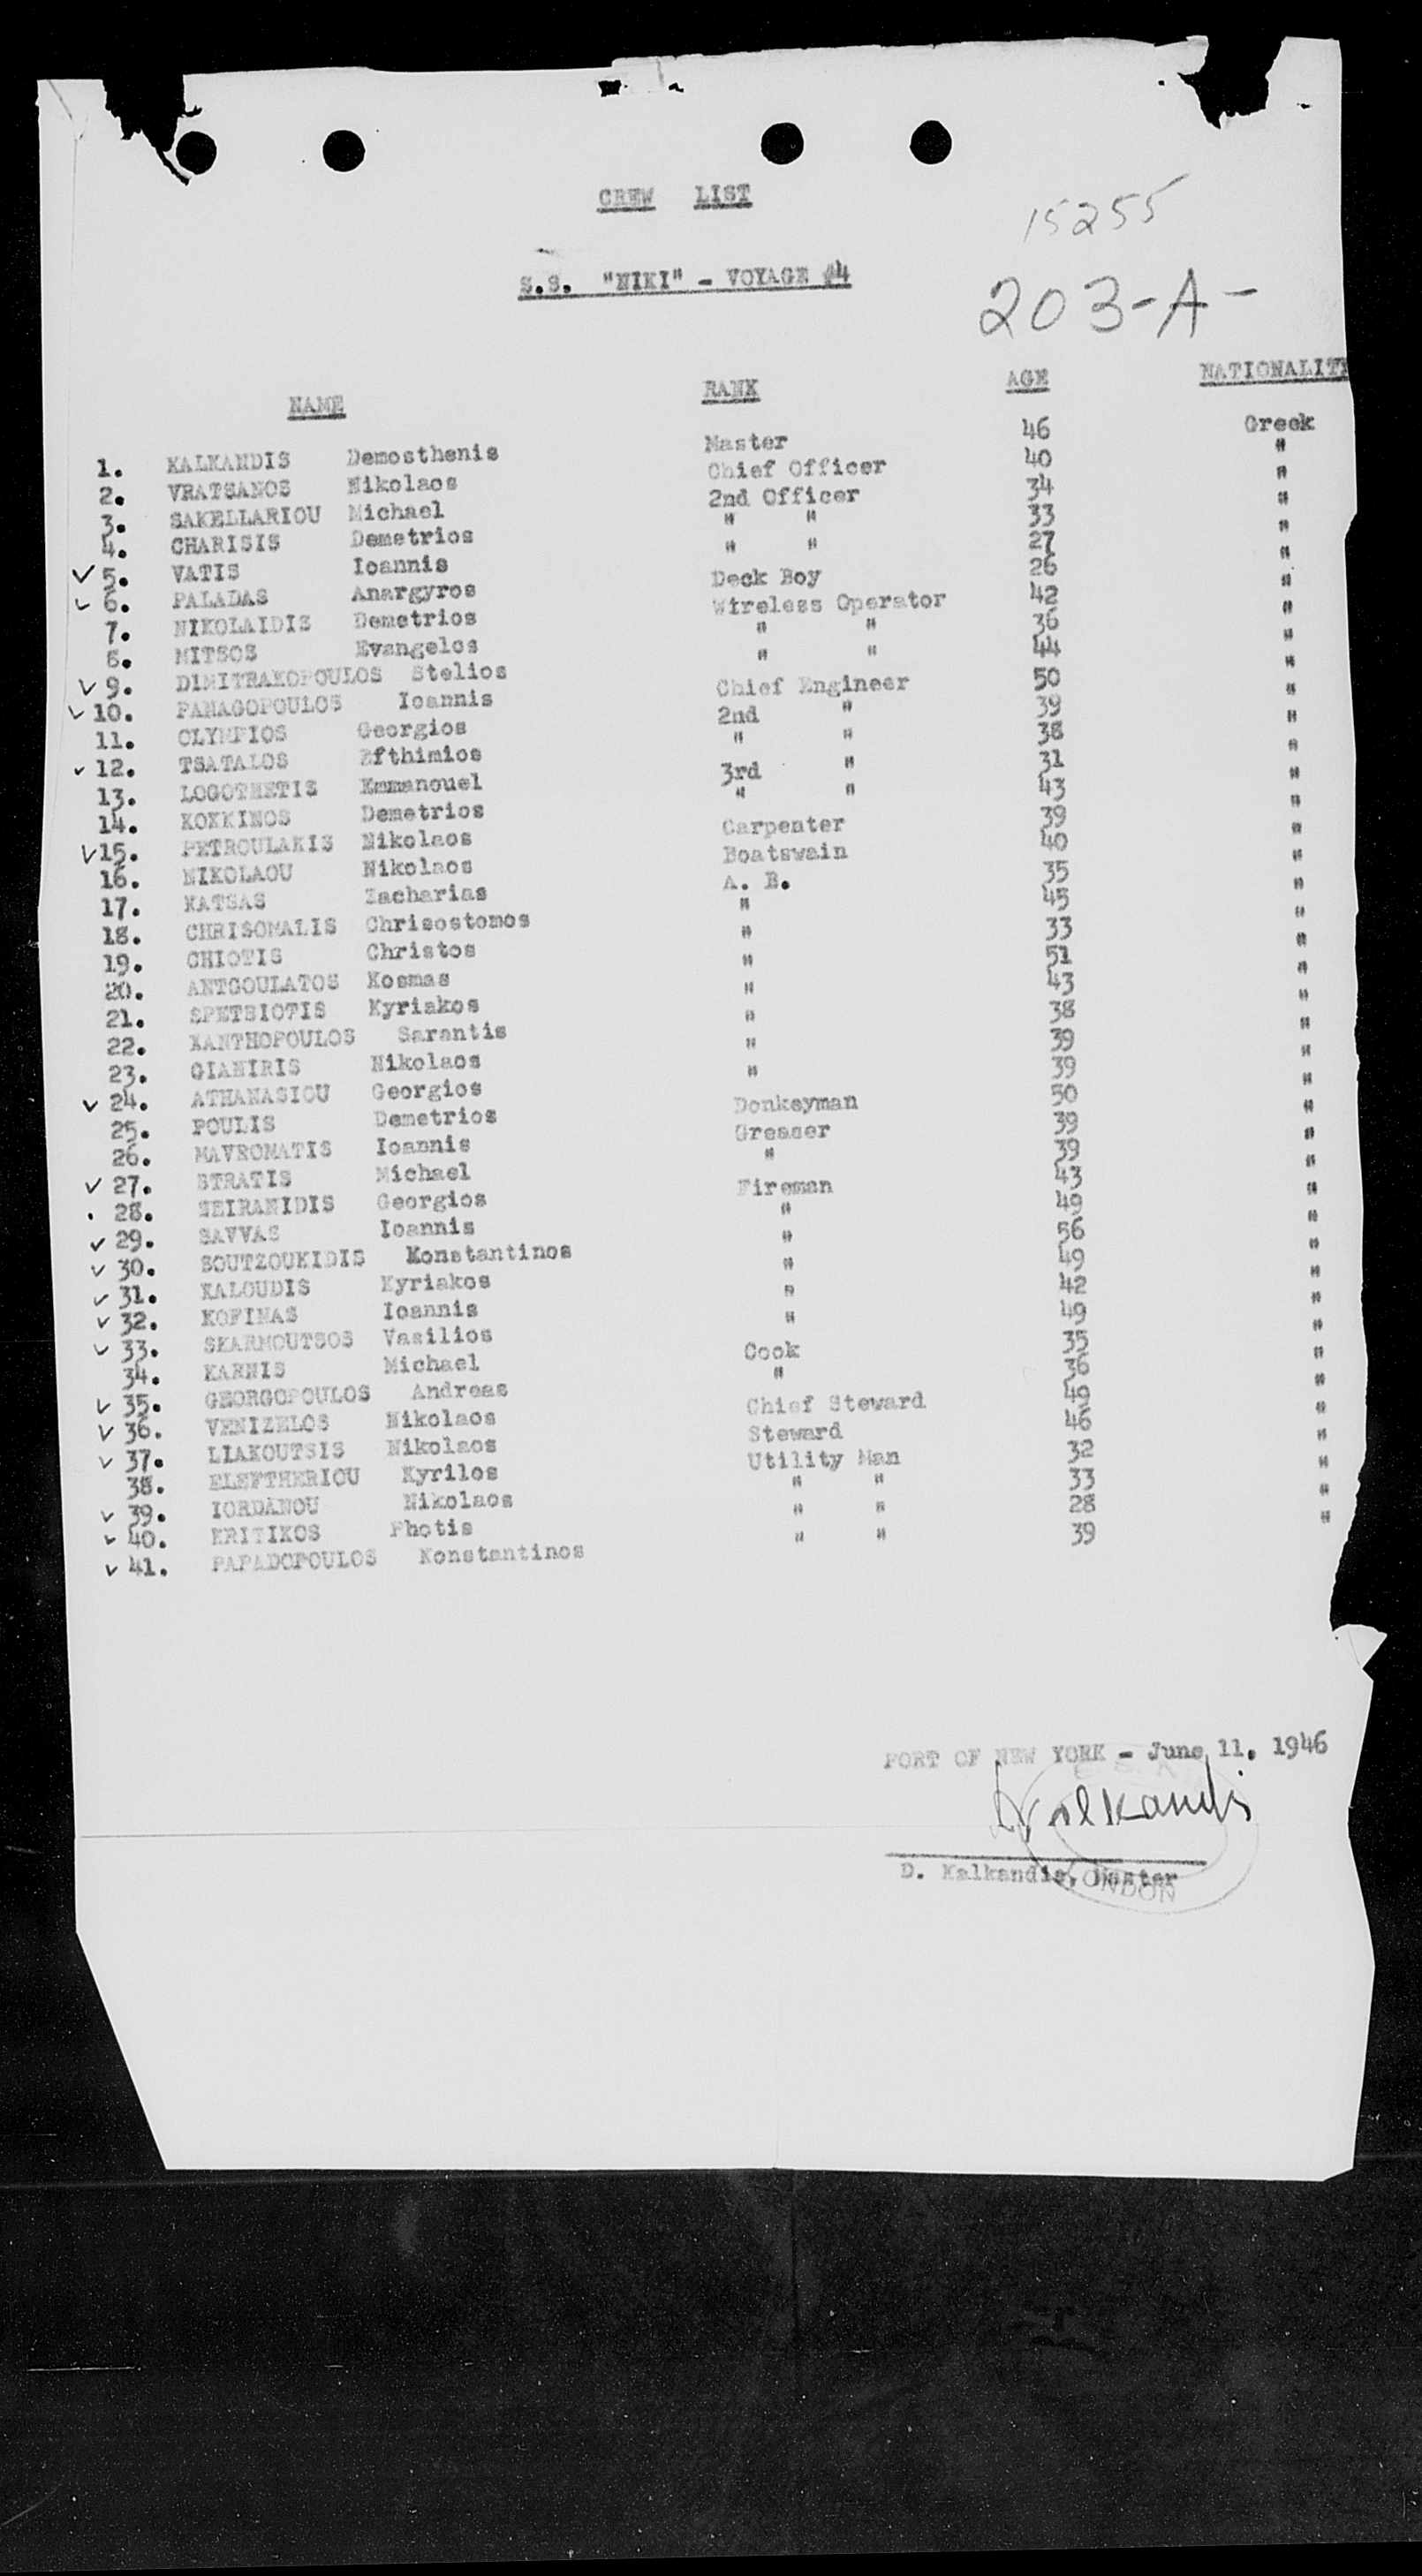 CREW LIST
15255
S.S. "NIKI" - VOYAGE #4
203-A-
NAME RANK AGE NATIONALITY
1. KALKANDIS Demosthenis Master 46 Greek
2. VRATSANOS Nikolaos Chief Officer 40 "
3. SAKELLARIOU Michael 2nd Officer 34 "
4. CHARISIS Demetrios " " 33 "
✓ 5. VATIS Ioannis " " 27 "
✓ 6. PALADAS Anargyros Deck Boy 26 "
7. NIKOLAIDIS Demetrios Wireless Operator 42 "
8. MITSOS Evangelos " " 36 "
✓ 9. DIMITRAKOPOULOS Stelios " " 44 "
✓ 10. PANAGOPOULOS Ioannis Chief Engineer 50 "
11. OLYMPIOS Georgios 2nd " 39 "
✓ 12. TSATALOS Efthimios " " 38 "
13. LOGOTHETIS Emmanouel 3rd " 31 "
14. KOKKINOS Demetrios " " 43 "
✓ 15. PETROULAKIS Nikolaos Carpenter 39 "
16. NIKOLAOU Nikolaos Boatswain 40 "
17. KATSAS Zacharias A. B. 35 "
18. CHRISOMALIS Chrisostomos " 45 "
19. CHIOTIS Christos " 33 "
20. ANTGOULATOS Kosmas " 51 "
21. SPETSIOTIS Kyriakos " 43 "
22. XANTHOPOULOS Sarantis " 38 "
23. GIANIRIS Nikolaos " 39 "
✓ 24. ATHANASIOU Georgios " 39 "
25. POULIS Demetrios Donkeyman 50 "
26. MAVROMATIS Ioannis Greaser 39 "
✓ 27. STRATIS Michael " 39 "
. 28. SEIRANIDIS Georgios Fireman 43 "
✓ 29. SAVVAS Ioannis " 49 "
✓ 30. SOUTZOUKIDIS Konstantinos " 56 "
✓ 31. KALOUDIS Kyriakos " 49 "
✓ 32. KOFINAS Ioannis " 42 "
✓ 33. SKARMOUTSOS Vasilios " 49 "
34. KARNIS Michael Cook 35 "
✓ 35. GEORGOPOULOS Andreas " 36 "
✓ 36. VENIZELOS Nikolaos Chief Steward 49 "
✓ 37. LIAKOUTSIS Nikolaos Steward 46 "
38. ELEFTHERIOU Kyrilos Utility Man 32 "
✓ 39. IORDANOU Nikolaos " " 33 "
✓ 40. KRITIKOS Photis " " 28 "
✓ 41. PAPADOPOULOS Konstantinos " " 39 "
PORT OF NEW YORK - June 11. 1946
D. Kalkandis
D. Kalkandis, Master
LONDON